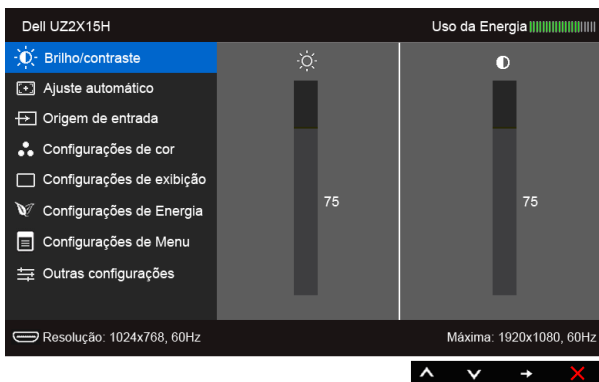 Dell UZ2X15H
Uso da Energia
Brilho/contraste
Ajuste automático
Origem de entrada
Configurações de cor
Configurações de exibição
Configurações de Energia
Configurações de Menu
Outras configurações
75
75
Resolução: 1024x768, 60Hz
Máxima: 1920x1080, 60Hz